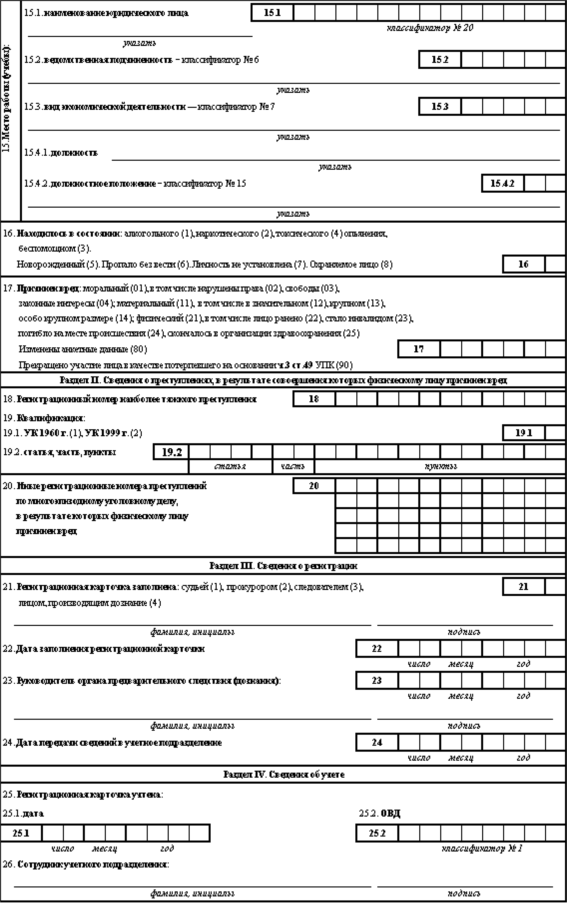 15.Место работы (учебы):
15.1. наименование юридического лица 15.1
классификатор № 20
указать
15.2. ведомственная подчиненность – классификатор № 6 15.2
указать
15.3. вид экономической деятельности — классификатор № 7 15.3
указать
15.4.1. должность
указать
15.4.2. должностное положение – классификатор № 15 15.4.2
указать
16. Находилось в состоянии: алкогольного (1), наркотического (2), токсического (4) опьянения,
беспомощном (3).
Новорожденный (5). Пропало без вести (6). Личность не установлена (7). Охраняемое лицо (8) 16
17. Причинен вред: моральный (01), в том числе нарушены права (02), свободы (03),
законные интересы (04); материальный (11), в том числе в значительном (12), крупном (13),
особо крупном размере (14); физический (21), в том числе лицо ранено (22), стало инвалидом (23),
погибло на месте происшествия (24), скончалось в организации здравоохранения (25)
Изменены анкетные данные (80) 17
Прекращено участие лица в качестве потерпевшего на основании ч.3 ст.49 УПК (90)
Раздел II. Сведения о преступлениях, в результате совершения которых физическому лицу причинен вред
18. Регистрационный номер наиболее тяжкого преступления 18
19. Квалификация:
19.1. УК 1960 г. (1), УК 1999 г. (2) 19.1
19.2. статья, часть, пункты 19.2
статья часть пункты
20. Иные регистрационные номера преступлений 20
по многоэпизодному уголовному делу,
в результате которых физическому лицу
причинен вред
Раздел III. Сведения о регистрации
21. Регистрационная карточка заполнена: судьей (1), прокурором (2), следователем (3), 21
лицом, производящим дознание (4)
фамилия, инициалы подпись
22. Дата заполнения регистрационной карточки 22
число месяц год
23. Руководитель органа предварительного следствия (дознания): 23
число месяц год
фамилия, инициалы подпись
24. Дата передачи сведений в учетное подразделение 24
число месяц год
Раздел IV. Сведения об учете
25. Регистрационная карточка учтена:
25.1. дата 25.2. ОВД
25.1 25.2
число месяц год классификатор № 1
26. Сотрудник учетного подразделения:
фамилия, инициалы подпись